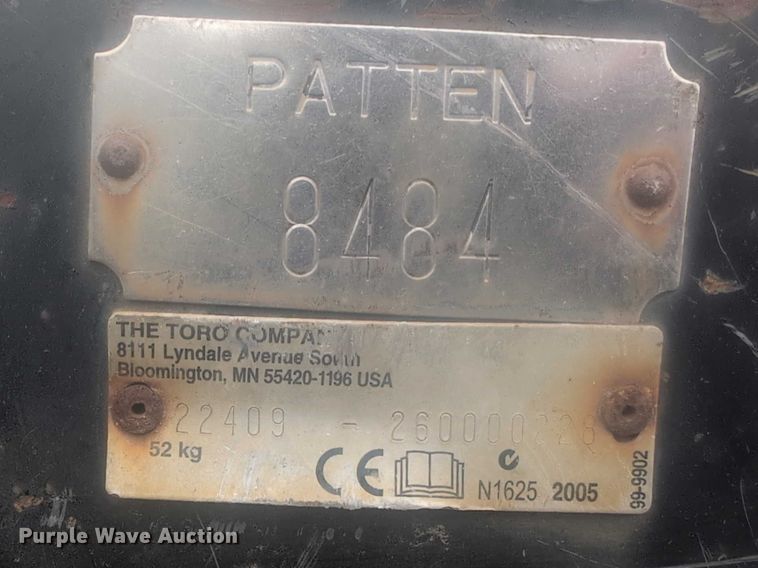 PATTEN
8484
THE TORO COMPAN
8111 Lyndale Avenue South
Bloomington, MN 55420-1196 USA
22409 - 260000228
52 kg
CE
N1625 2005
99-9902
Purple Wave Auction